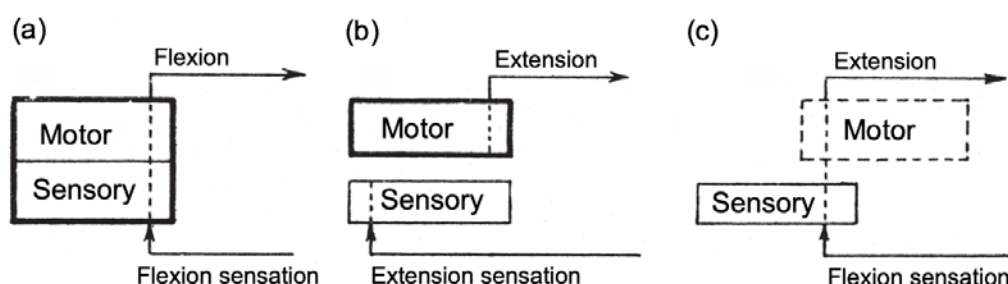 (a)
Flexion
Motor
Sensory
Flexion sensation
(b)
Extension
Motor
Sensory
Extension sensation
(c)
Extension
Motor
Sensory
Flexion sensation